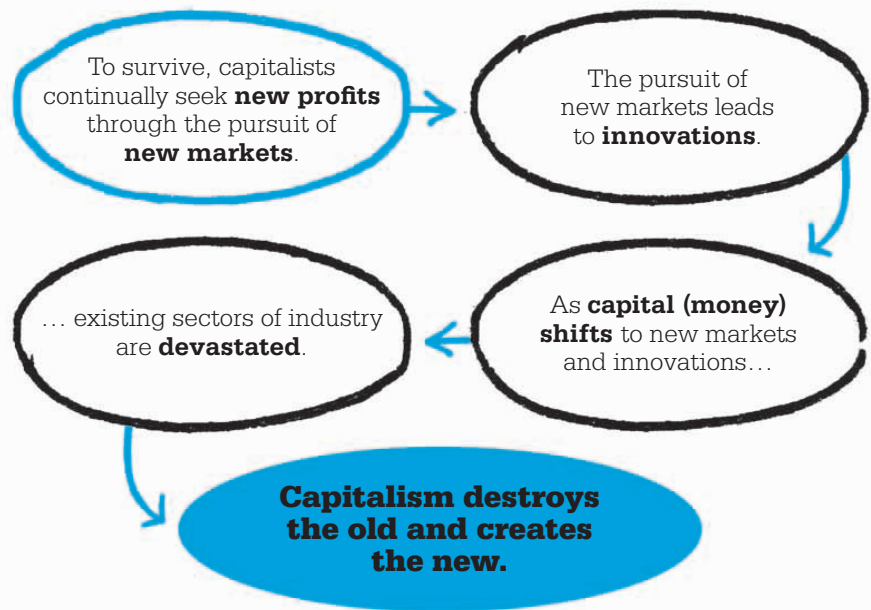 To survive, capitalists
continually seek new profits
through the pursuit of
new markets.
The pursuit of
new markets leads
to innovations.
As capital (money)
shifts to new markets
and innovations…
… existing sectors of industry
are devastated.
Capitalism destroys
the old and creates
the new.